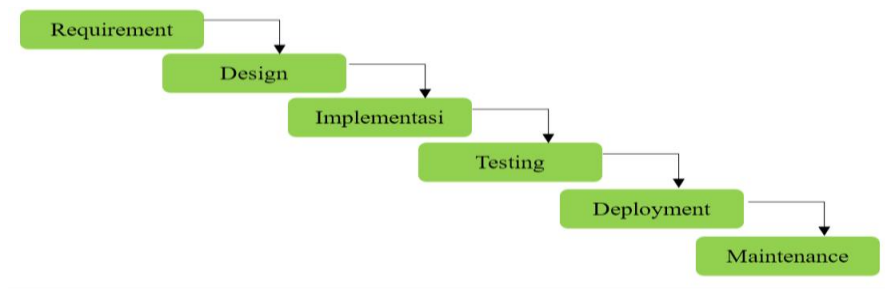 Requirement
Design
Implementasi
Testing
Deployment
Maintenance